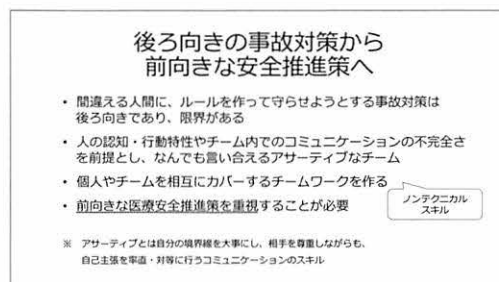 後ろ向きの事故対策から
前向きな安全推進策へ
• 間違える人間に、ルールを作って守らせようとする事故対策は
後ろ向きであり、限界がある
• 人の認知・行動特性やチーム内でのコミュニケーションの不完全さ
を前提とし、なんでも言い合えるアサーティブなチーム
• 個人やチームを相互にカバーするチームワークを作る
• 前向きな医療安全推進策を重視することが必要
ノンテクニカル
スキル
※ アサーティブとは自分の境界線を大事にし、相手を尊重しながらも、
自己主張を率直・対等に行うコミュニケーションのスキル